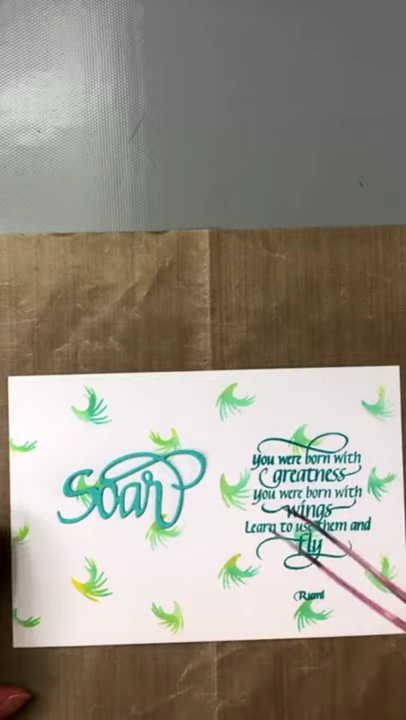 Soar
You were born with
greatness
You were born with
wings
Learn to use them and
fly
Rumi